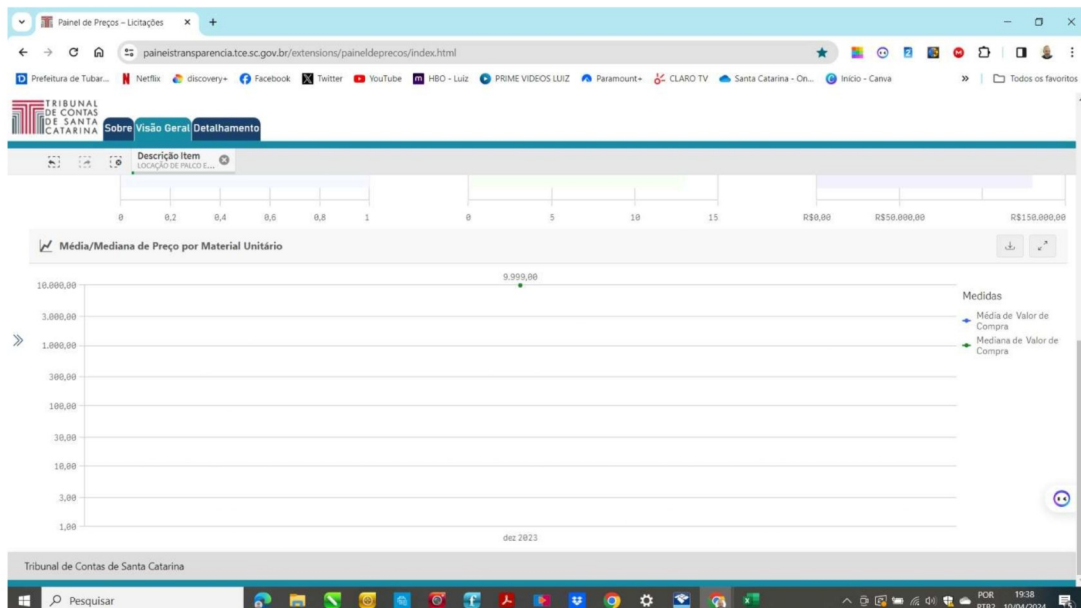 Painel de Preços – Licitações
paineistransparencia.tce.sc.gov.br/extensions/paineldeprecos/index.html
Prefeitura de Tubar... Netflix discovery+ Facebook Twitter YouTube HBO - Luiz PRIME VIDEOS LUIZ Paramount+ CLARO TV Santa Catarina - On... Início - Canva » Todos os favoritos
TRIBUNAL
DE CONTAS
DE SANTA
CATARINA
Sobre Visão Geral Detalhamento
Descrição Item
LOCAÇÃO DE PALCO E...
0 0,2 0,4 0,6 0,8 1 0 5 10 15 R$0,00 R$50.000,00 R$150.000,00
Média/Mediana de Preço por Material Unitário
9.999,00
10.000,00
Medidas
3.000,00
Média de Valor de
Compra
Mediana de Valor de
Compra
1.000,00
300,00
100,00
30,00
10,00
3,00
1,00
dez 2023
Tribunal de Contas de Santa Catarina
Pesquisar
POR 19:38
PTB2 10/04/2024